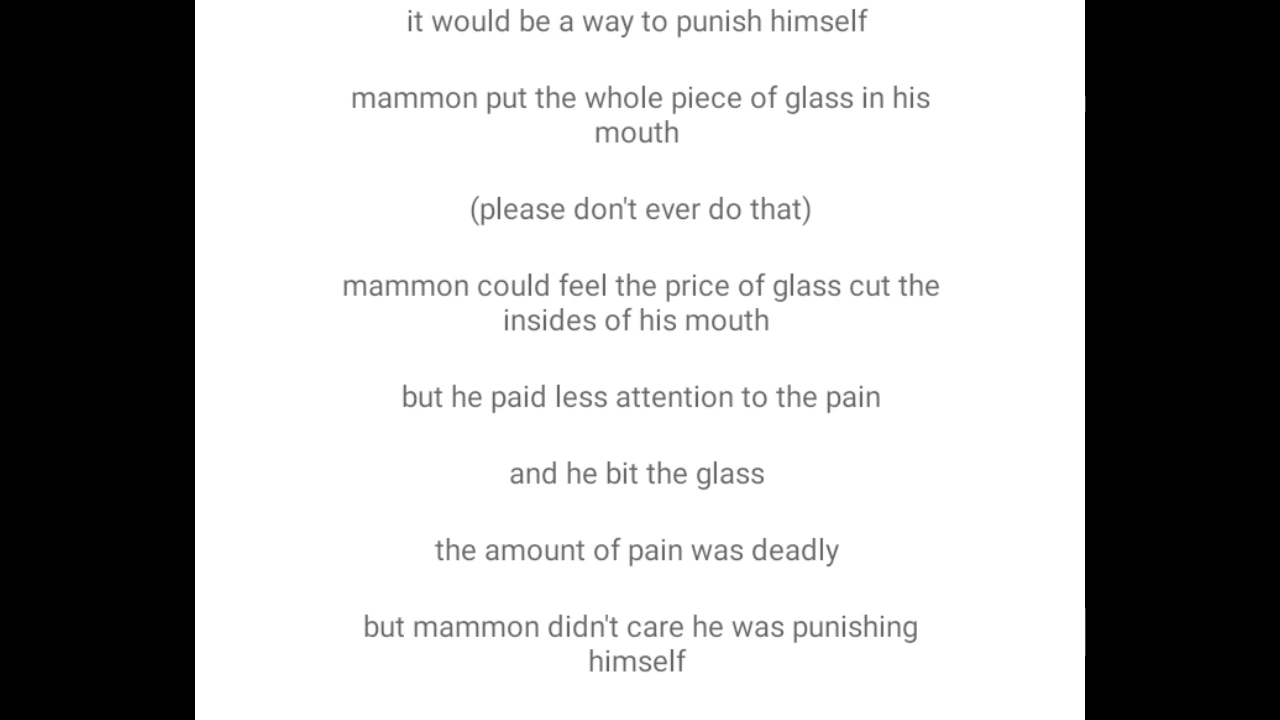 it would be a way to punish himself
mammon put the whole piece of glass in his
mouth
(please don't ever do that)
mammon could feel the price of glass cut the
insides of his mouth
but he paid less attention to the pain
and he bit the glass
the amount of pain was deadly
but mammon didn't care he was punishing
himself